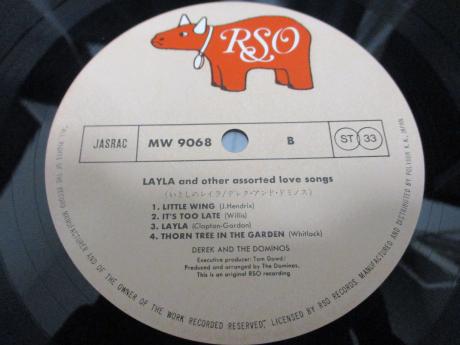 RSO
JASRAC
MW 9068
B
ST 33
LAYLA and other assorted love songs
(いとしのレイラ/デレク・アンド・ドミノス)
1. LITTLE WING (J.Hendrix)
2. IT'S TOO LATE (Willis)
3. LAYLA (Clapton-Gordon)
4. THORN TREE IN THE GARDEN (Whitlock)
DEREK AND THE DOMINOS
Executive producer: Tom Dowd/
Produced and arranged by The Dominos.
This is an original RSO recording
MANUFACTURER AND OF THE OWNER OF THE WORK RECORDED RESERVED. LICENSED BY RSO RECORDS. MANUFACTURED AND DISTRIBUTED BY POLYDOR K.K., JAPAN